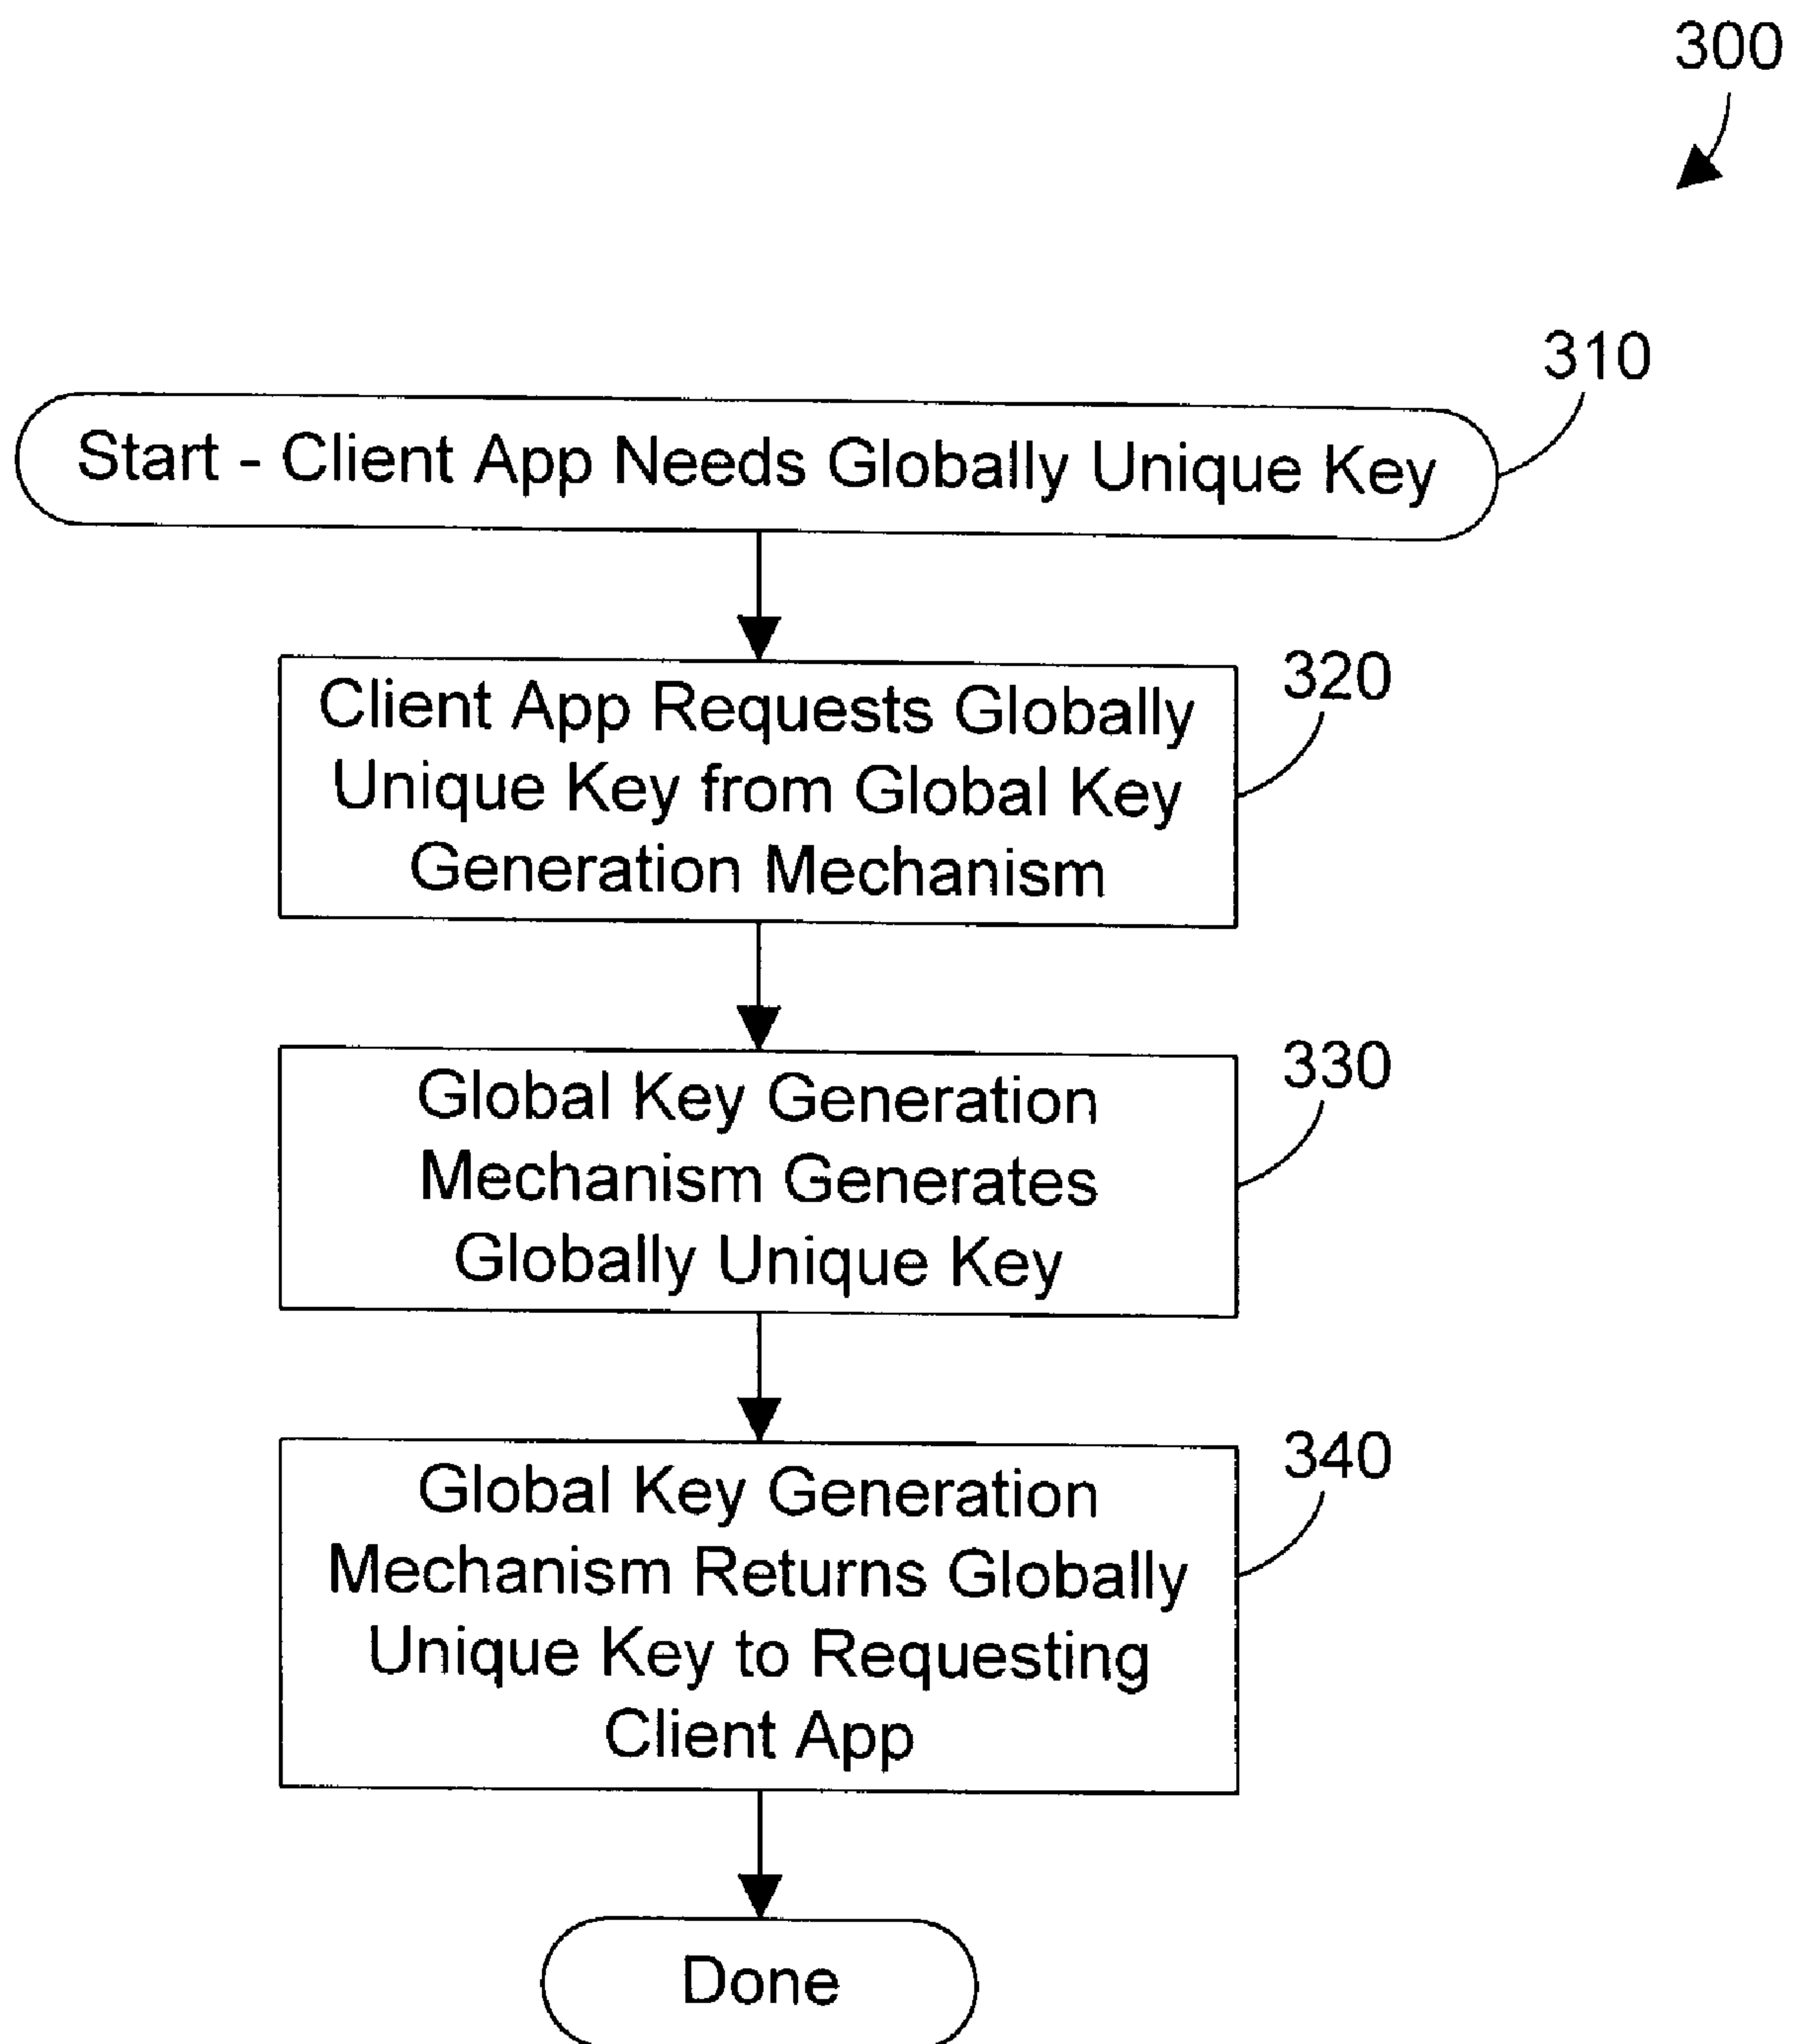 300
310
Start - Client App Needs Globally Unique Key
320
Client App Requests Globally
Unique Key from Global Key
Generation Mechanism
330
Global Key Generation
Mechanism Generates
Globally Unique Key
340
Global Key Generation
Mechanism Returns Globally
Unique Key to Requesting
Client App
Done